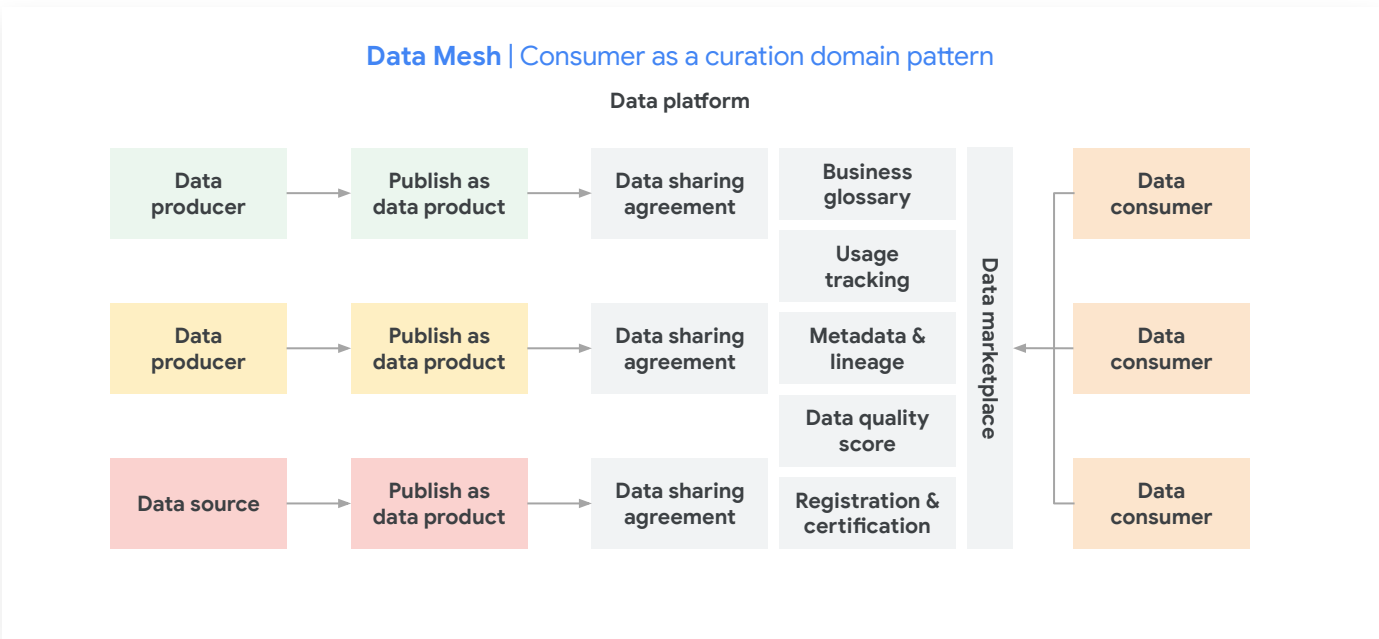 Data Mesh | Consumer as a curation domain pattern
Data platform
Data
producer
Publish as
data product
Data sharing
agreement
Business
glossary
Data
consumer
Usage
tracking
Data
producer
Publish as
data product
Data sharing
agreement
Metadata &
lineage
Data marketplace
Data
consumer
Data quality
score
Data source
Publish as
data product
Data sharing
agreement
Registration &
certification
Data
consumer